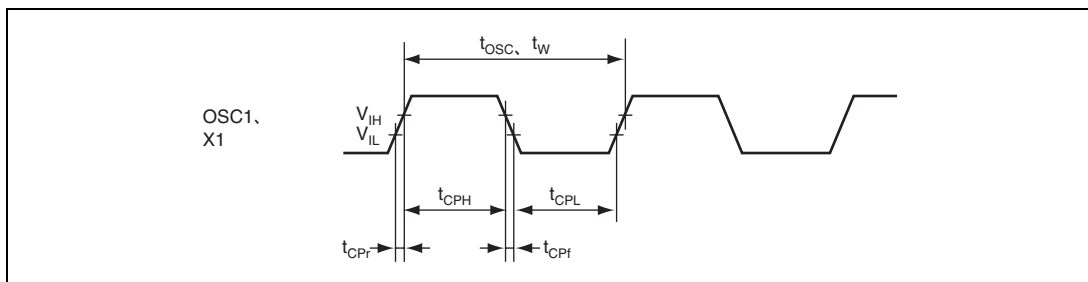 tOSC、 tW
OSC1、
X1
VIH
VIL
tCPH
tCPL
tCPr
tCPf